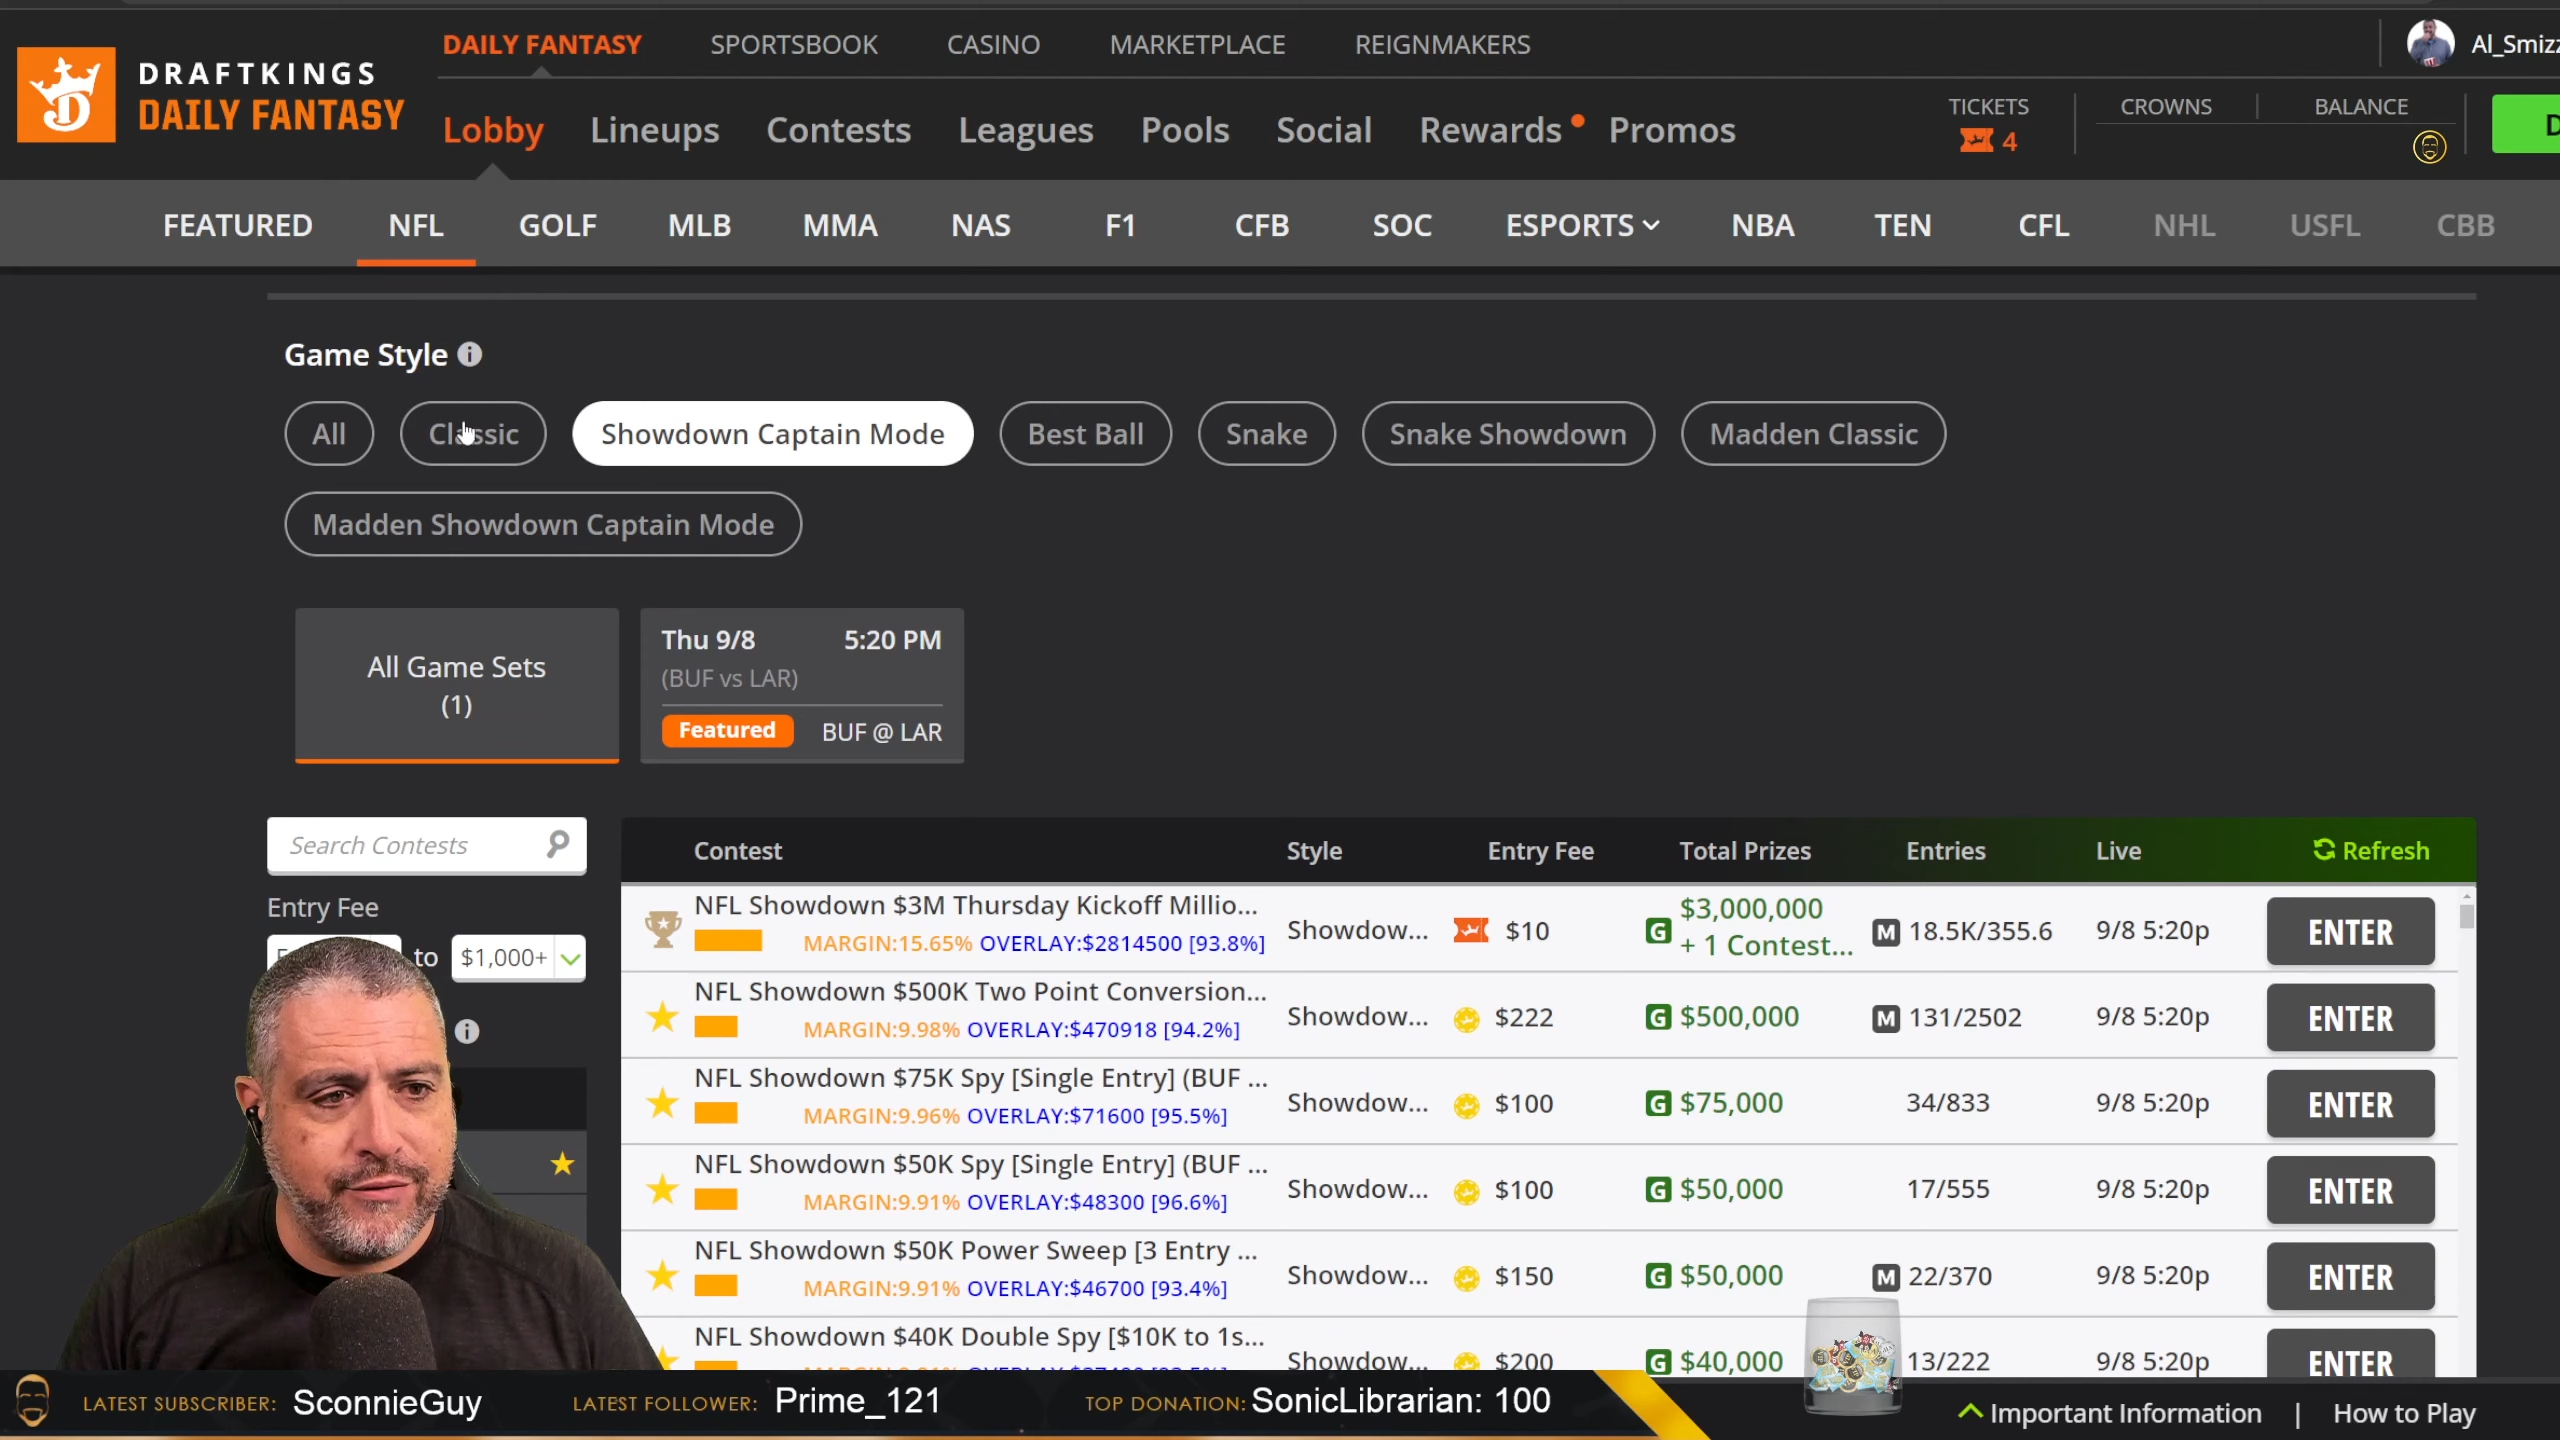 DAILY FANTASY SPORTSBOOK CASINO MARKETPLACE REIGNMAKERS
DRAFTKINGS
DAILY FANTASY
Lobby Lineups Contests Leagues Pools Social Rewards Promos
TICKETS CROWNS BALANCE
4
FEATURED NFL GOLF MLB MMA NAS F1 CFB SOC ESPORTS NBA TEN CFL NHL USFL CBB
Game Style
All Classic Showdown Captain Mode Best Ball Snake Snake Showdown Madden Classic
Madden Showdown Captain Mode
All Game Sets
(1)
Thu 9/8 5:20 PM
(BUF vs LAR)
Featured BUF @ LAR
Search Contests
Entry Fee
to $1,000+
Contest Style Entry Fee Total Prizes Entries Live Refresh
NFL Showdown $3M Thursday Kickoff Millio... Showdow... $10 G $3,000,000 M 18.5K/355.6 9/8 5:20p ENTER
+ 1 Contest...
MARGIN:15.65% OVERLAY:$2814500 [93.8%]
NFL Showdown $500K Two Point Conversion... Showdow... $222 G $500,000 M 131/2502 9/8 5:20p ENTER
MARGIN:9.98% OVERLAY:$470918 [94.2%]
NFL Showdown $75K Spy [Single Entry] (BUF ... Showdow... $100 G $75,000 34/833 9/8 5:20p ENTER
MARGIN:9.96% OVERLAY:$71600 [95.5%]
NFL Showdown $50K Spy [Single Entry] (BUF ... Showdow... $100 G $50,000 17/555 9/8 5:20p ENTER
MARGIN:9.91% OVERLAY:$48300 [96.6%]
NFL Showdown $50K Power Sweep [3 Entry ... Showdow... $150 G $50,000 M 22/370 9/8 5:20p ENTER
MARGIN:9.91% OVERLAY:$46700 [93.4%]
NFL Showdown $40K Double Spy [$10K to 1s... Showdow... $200 G $40,000 13/222 9/8 5:20p ENTER
LATEST SUBSCRIBER: SconnieGuy LATEST FOLLOWER: Prime_121 TOP DONATION: SonicLibrarian: 100
Important Information | How to Play